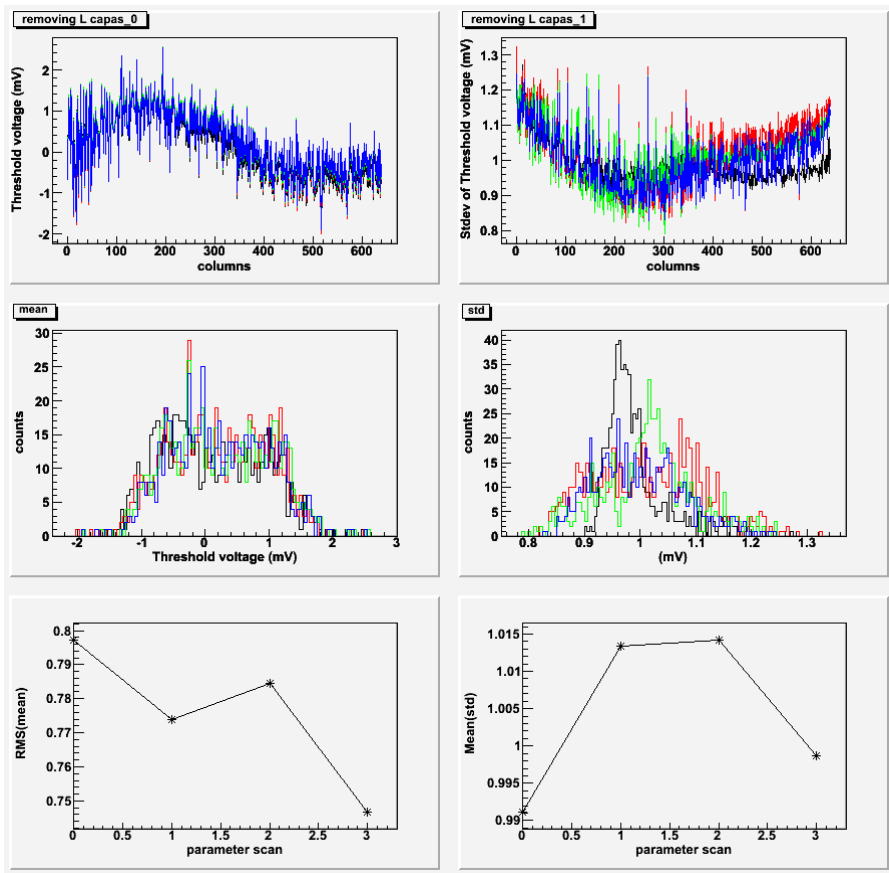 removing L capas_0
Threshold voltage (mV)
2
1
0
-1
-2
0 100 200 300 400 500 600
columns
removing L capas_1
Stdev of Threshold voltage (mV)
1.3
1.2
1.1
1
0.9
0.8
0 100 200 300 400 500 600
columns
mean
counts
30
25
20
15
10
5
0
-2 -1 0 1 2 3
Threshold voltage (mV)
std
counts
40
35
30
25
20
15
10
5
0
0.8 0.9 1 1.1 1.2 1.3
(mV)
RMS(mean)
0.8
0.79
0.78
0.77
0.76
0.75
0 0.5 1 1.5 2 2.5 3
parameter scan
Mean(std)
1.015
1.01
1.005
1
0.995
0.99
0 0.5 1 1.5 2 2.5 3
parameter scan